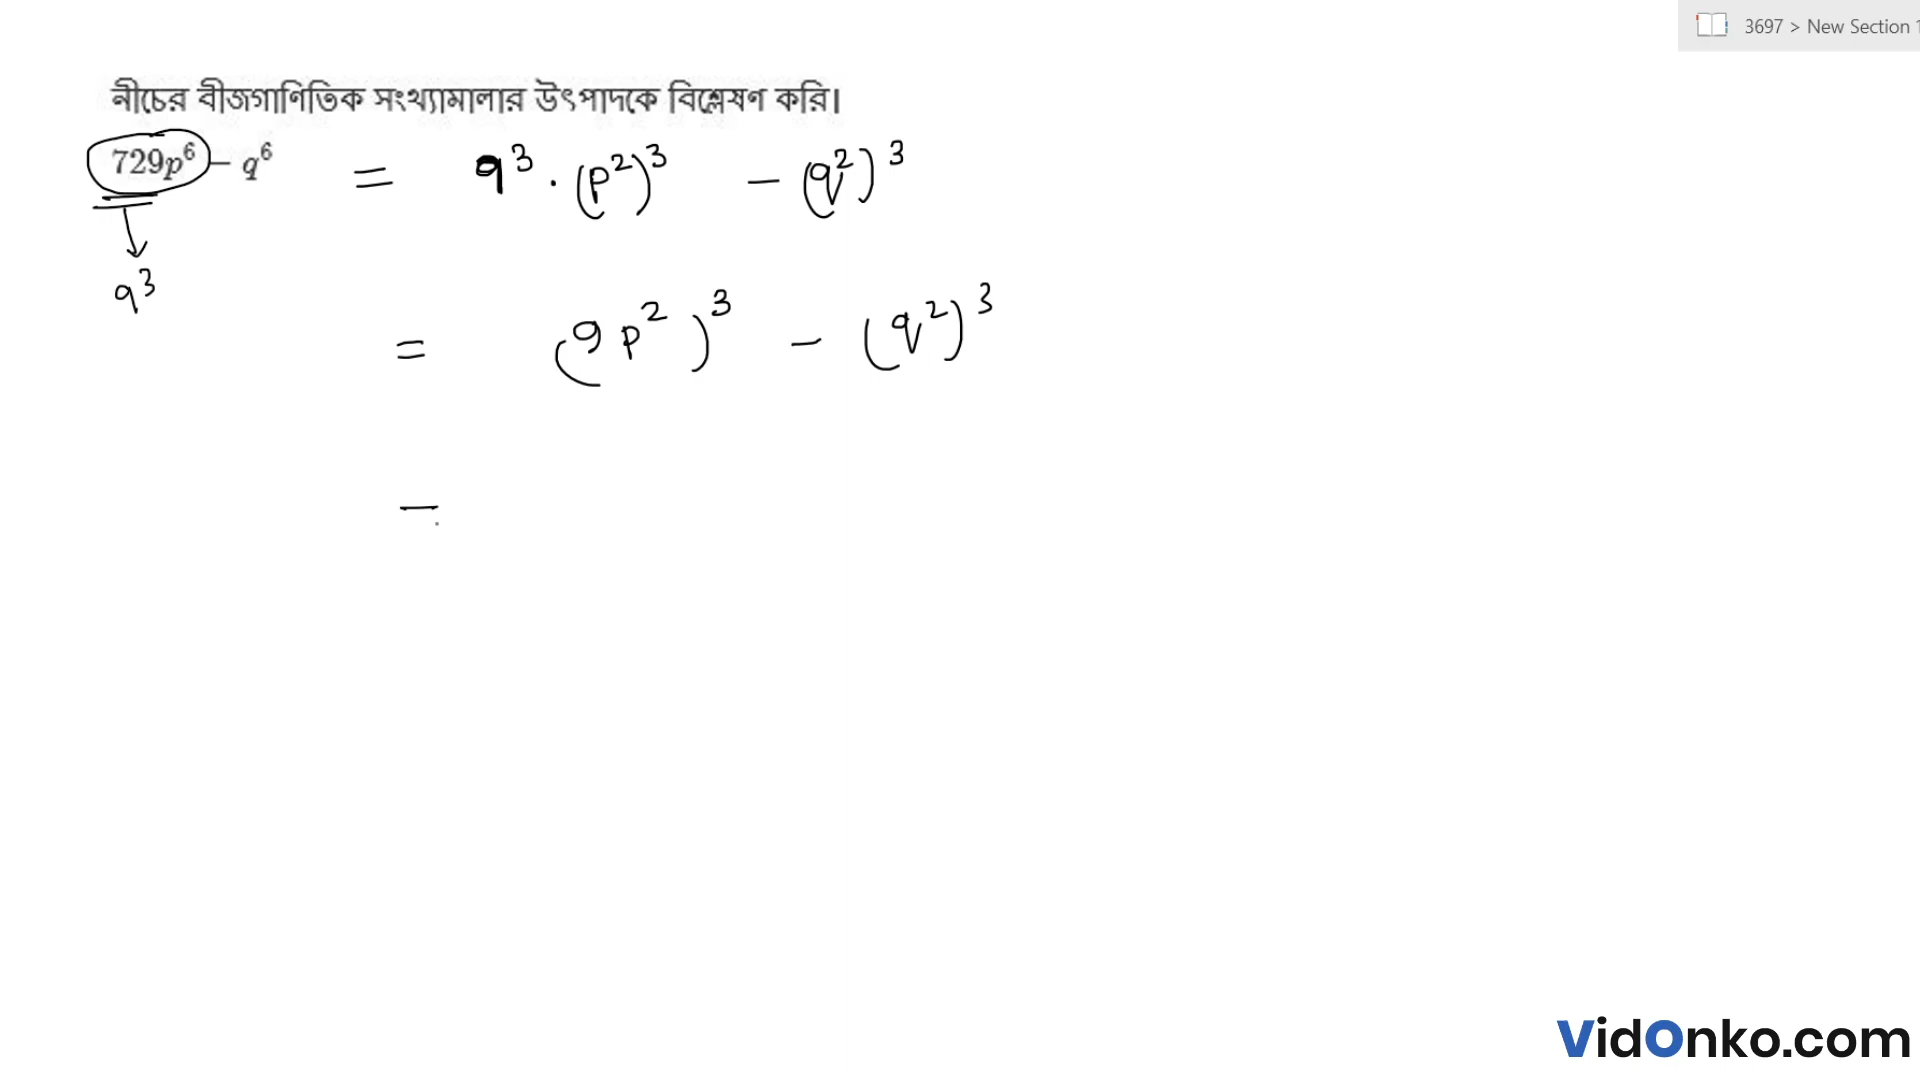 3697 > New Section 1
নীচের বীজগাণিতিক সংখ্যামালার উৎপাদকে বিশ্লেষণ করি।
729p⁶ – q⁶ = 9³ · (p²)³ – (q²)³
9³
= (9p²)³ – (q²)³
–
VidOnko.com